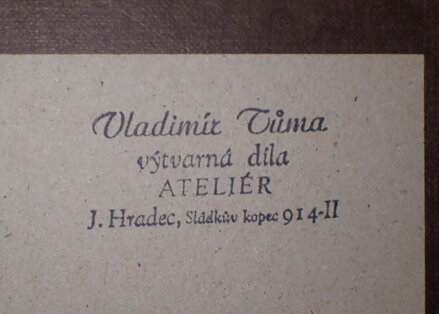 Vladimír Tůma
výtvarná díla
ATELIÉR
J. Hradec, Sládkův kopec 914-II